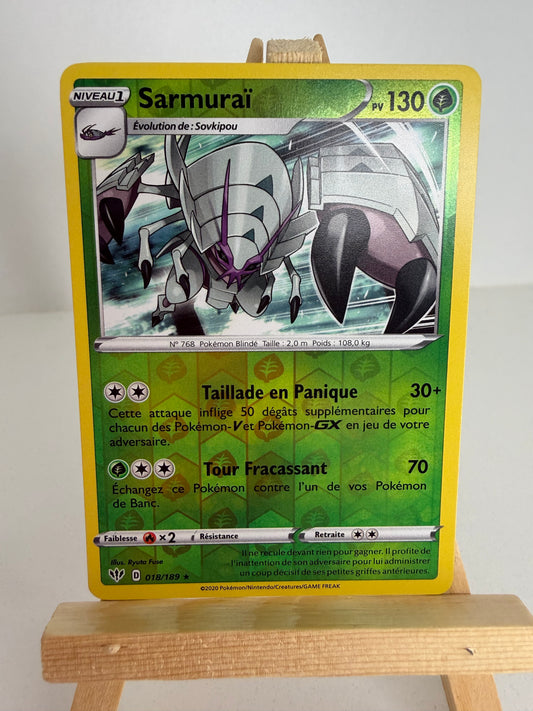 NIVEAU 1
Sarmuraï
PV 130
Évolution de : Sovkipou
N° 768 Pokémon Blindé Taille : 2,0 m Poids : 108,0 kg
Taillade en Panique 30+
Cette attaque inflige 50 dégâts supplémentaires pour
chacun des Pokémon-V et Pokémon-GX en jeu de votre
adversaire.
Tour Fracassant 70
Échangez ce Pokémon contre l'un de vos Pokémon
de Banc.
Faiblesse × 2 Résistance Retraite
Illus. Ryuta Fuse
Il ne recule devant rien pour gagner. Il profite de
l'inattention de son adversaire pour lui administrer
un coup décisif de ses petites griffes antérieures.
D 018/189 ★
©2020 Pokémon/Nintendo/Creatures/GAME FREAK